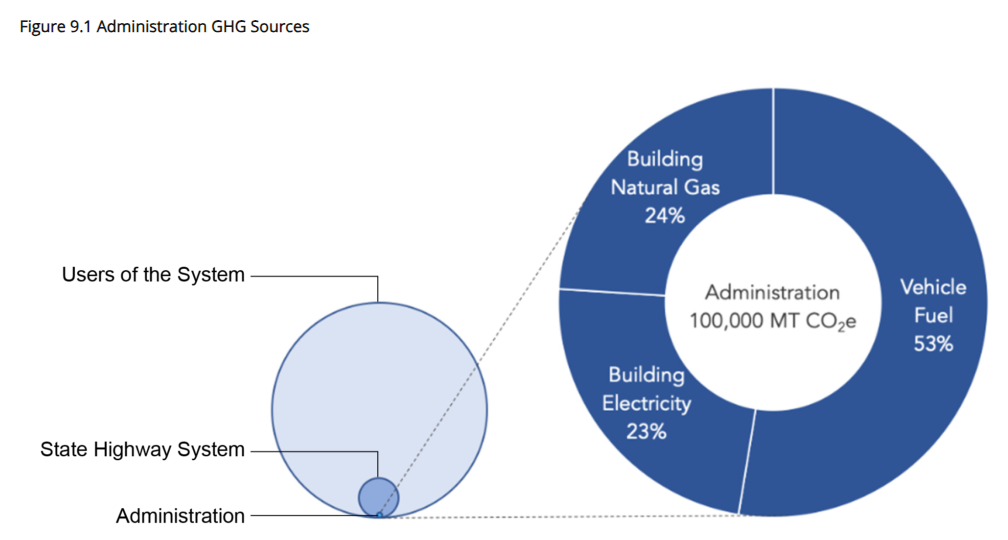 Figure 9.1 Administration GHG Sources
Users of the System
State Highway System
Administration
Building
Natural Gas
24%
Building
Electricity
23%
Administration
100,000 MT CO₂e
Vehicle
Fuel
53%